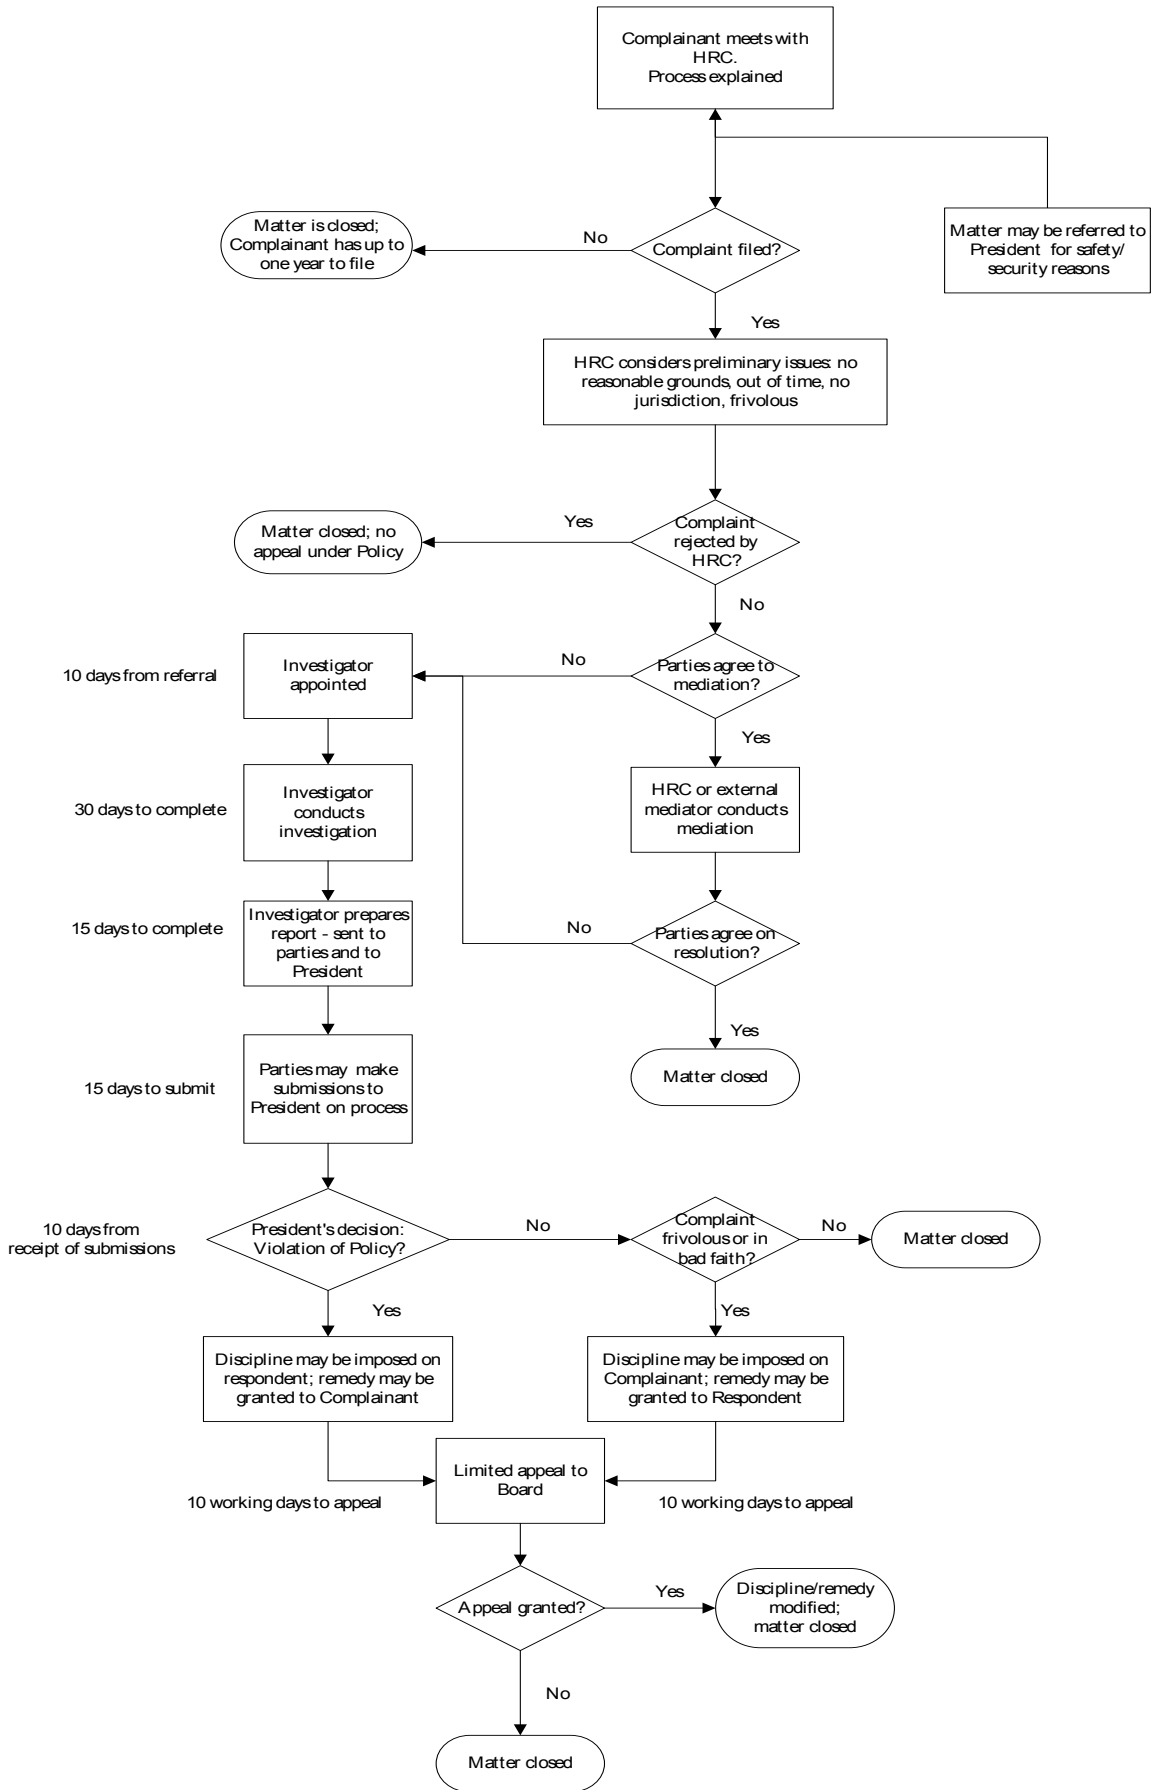 Complainant meets with
HRC.
Process explained
Matter is closed;
Complainant has up to
one year to file
No
Complaint filed?
Matter may be referred to
President for safety/
security reasons
Yes
HRC considers preliminary issues: no
reasonable grounds, out of time, no
jurisdiction, frivolous
Matter closed; no
appeal under Policy
Yes
Complaint
rejected by
HRC?
No
10 days from referral
Investigator
appointed
No
Parties agree to
mediation?
Yes
30 days to complete
Investigator
conducts
investigation
HRC or external
mediator conducts
mediation
15 days to complete
Investigator prepares
report - sent to
parties and to
President
No
Parties agree on
resolution?
Yes
15 days to submit
Parties may make
submissions to
President on process
Matter closed
10 days from
receipt of submissions
President's decision:
Violation of Policy?
No
Complaint
frivolous or in
bad faith?
No
Matter closed
Yes
Yes
Discipline may be imposed on
respondent; remedy may be
granted to Complainant
Discipline may be imposed on
Complainant; remedy may be
granted to Respondent
Limited appeal to
Board
10 working days to appeal
10 working days to appeal
Appeal granted?
Yes
Discipline/remedy
modified;
matter closed
No
Matter closed